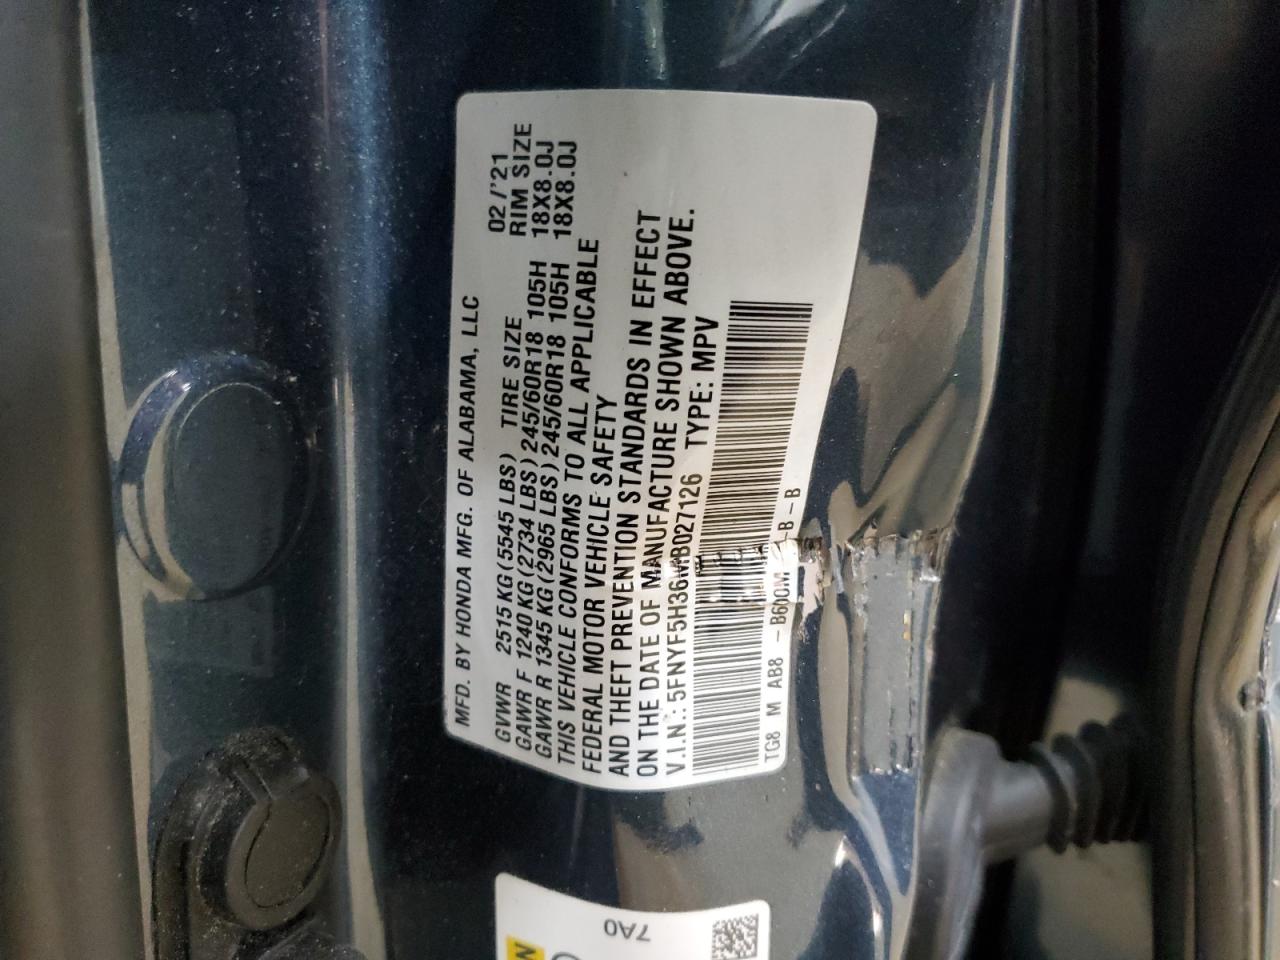 MFD. BY HONDA MFG. OF ALABAMA, LLC
02/'21
GVWR 2515 KG (5545 LBS) TIRE SIZE RIM SIZE
GAWR F 1240 KG (2734 LBS) 245/60R18 105H 18X8.0J
GAWR R 1345 KG (2965 LBS) 245/60R18 105H 18X8.0J
THIS VEHICLE CONFORMS TO ALL APPLICABLE
FEDERAL MOTOR VEHICLE SAFETY
AND THEFT PREVENTION STANDARDS IN EFFECT
ON THE DATE OF MANUFACTURE SHOWN ABOVE.
V.I.N.: TYPE: MPV
TG8 M AB8 - - B - B
7A0